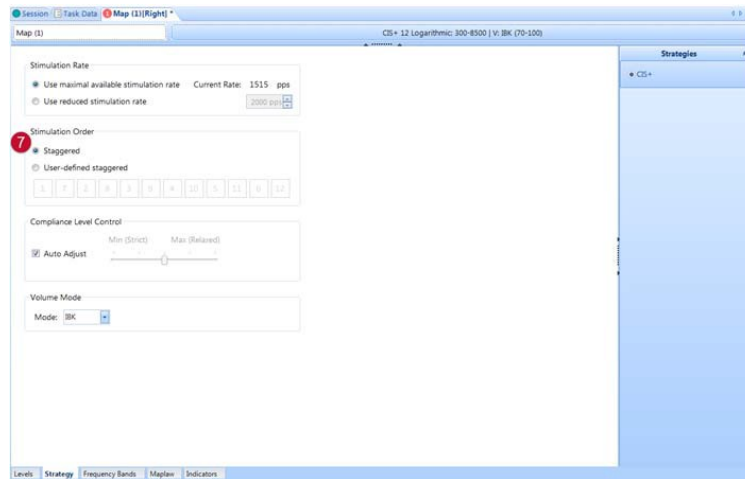 Session Task Data Map (1)[Right] *
Map (1) CIS+ 12 Logarithmic: 300-8500 | V: IBK (70-100)
Strategies
CIS+
Stimulation Rate
Use maximal available stimulation rate Current Rate: 1515 pps
Use reduced stimulation rate 2000 pps
Stimulation Order
7
Staggered
User-defined staggered
1 7 2 8 3 9 4 10 5 11 6 12
Compliance Level Control
Min (Strict) Max (Relaxed)
Auto Adjust
Volume Mode
Mode: IBK
Levels Strategy Frequency Bands Maplaw Indicators